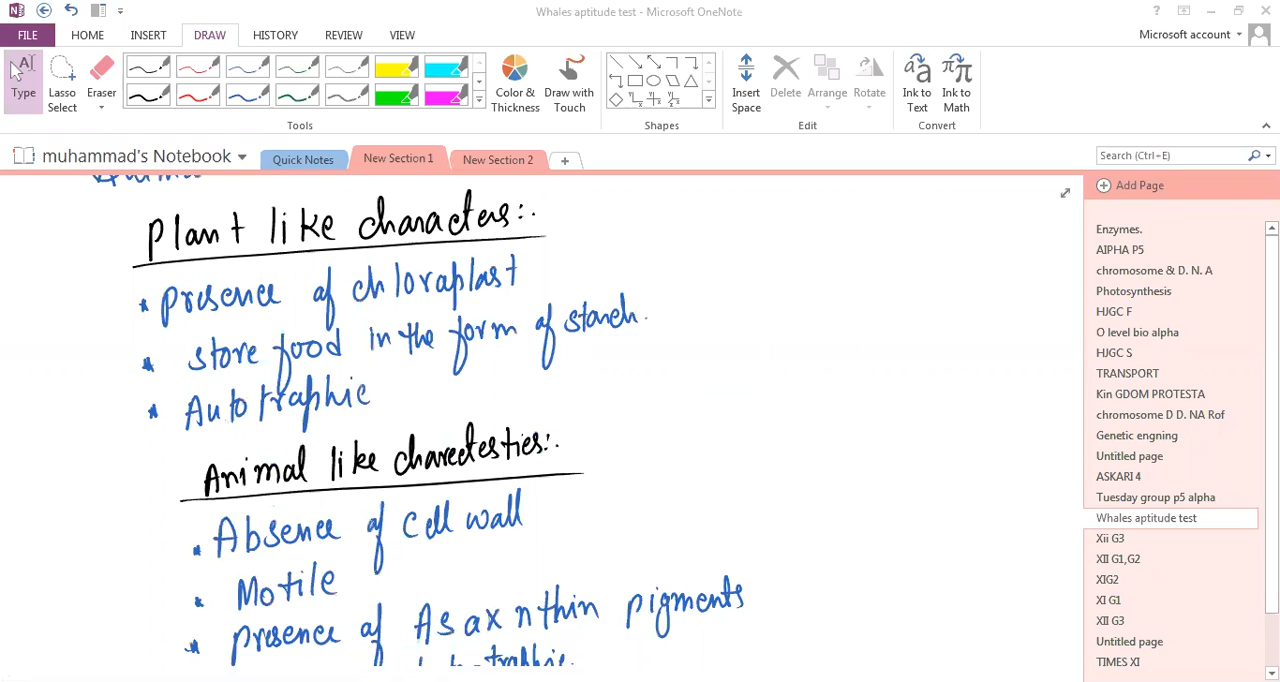 Whales aptitude test - Microsoft OneNote
FILE HOME INSERT DRAW HISTORY REVIEW VIEW
Microsoft account
Type
Lasso Select
Eraser
Color & Thickness
Draw with Touch
Insert Space
Delete
Arrange
Rotate
Ink to Text
Ink to Math
Tools
Shapes
Edit
Convert
muhammad's Notebook
Quick Notes
New Section 1
New Section 2
Search (Ctrl+E)
Plant like characters:.
* Presence of chloraplast
* store food in the form of starch.
* Autotraphic
Animal like charectesties:.
• Absence of Cell wall
* Motile
* presence of Asaxnthin pigments
Add Page
Enzymes.
AIPHA P5
chromosome & D. N. A
Photosynthesis
HJGC F
O level bio alpha
HJGC S
TRANSPORT
Kin GDOM PROTESTA
chromosome D D. NA Rof
Genetic engning
Untitled page
ASKARI 4
Tuesday group p5 alpha
Whales aptitude test
Xii G3
XII G1,G2
XIG2
XI G1
XII G3
Untitled page
TIMES XI